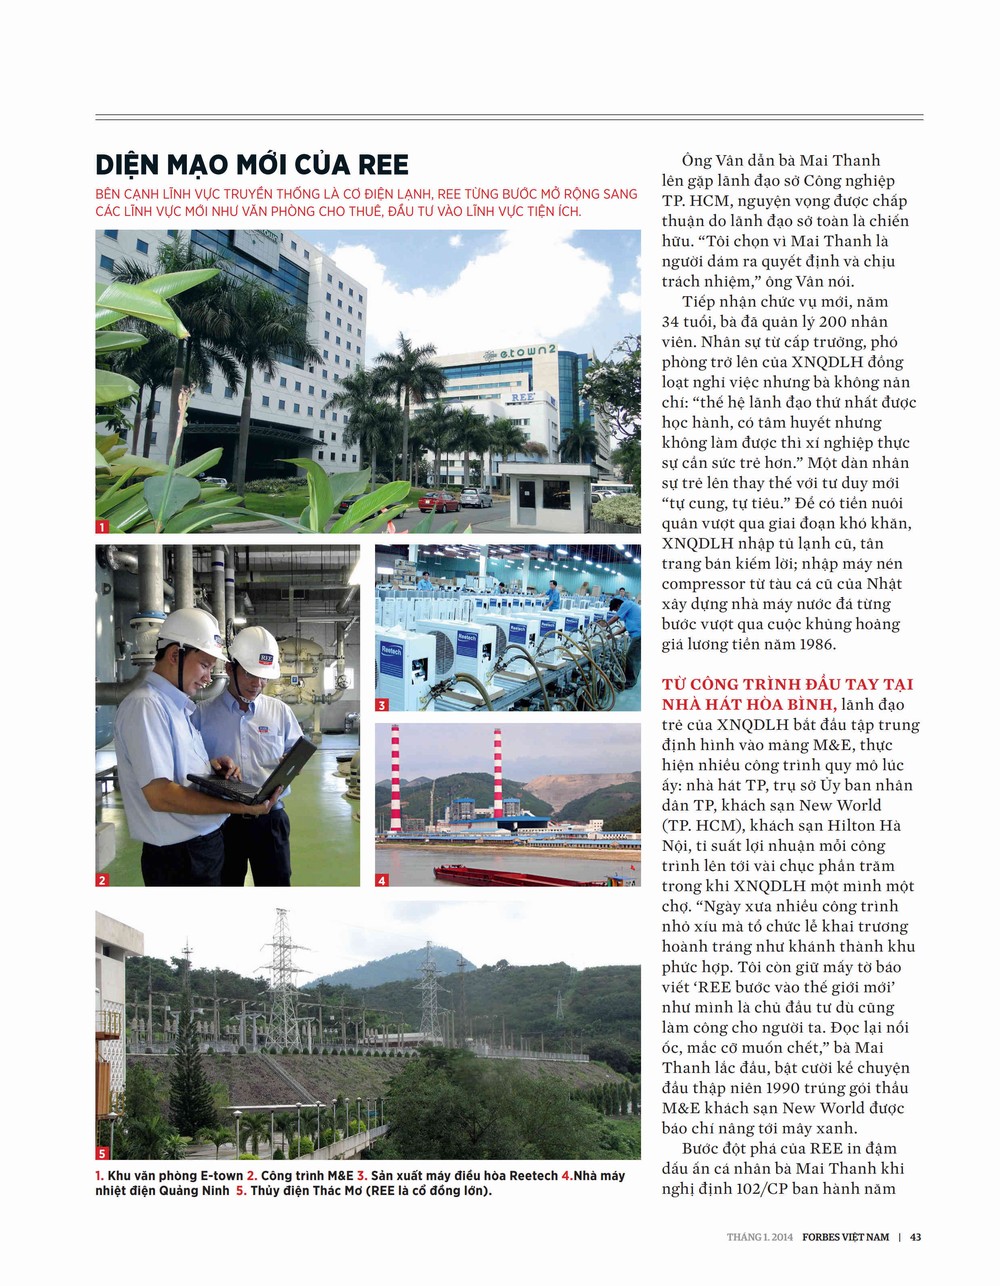 DIỆN MẠO MỚI CỦA REE
BÊN CẠNH LĨNH VỰC TRUYỀN THỐNG LÀ CƠ ĐIỆN LẠNH, REE TỪNG BƯỚC MỞ RỘNG SANG
CÁC LĨNH VỰC MỚI NHƯ VĂN PHÒNG CHO THUÊ, ĐẦU TƯ VÀO LĨNH VỰC TIỆN ÍCH.
e.town2
REE
1
REE
2
Reetech
Reetech
Reetech
3
4
5
1. Khu văn phòng E-town 2. Công trình M&E 3. Sản xuất máy điều hòa Reetech 4.Nhà máy
nhiệt điện Quảng Ninh 5. Thủy điện Thác Mơ (REE là cổ đông lớn).
Ông Vân dẫn bà Mai Thanh
lên gặp lãnh đạo sở Công nghiệp
TP. HCM, nguyện vọng được chấp
thuận do lãnh đạo sở toàn là chiến
hữu. “Tôi chọn vì Mai Thanh là
người dám ra quyết định và chịu
trách nhiệm,” ông Vân nói.
Tiếp nhận chức vụ mới, năm
34 tuổi, bà đã quản lý 200 nhân
viên. Nhân sự từ cấp trưởng, phó
phòng trở lên của XNQDLH đồng
loạt nghỉ việc nhưng bà không nản
chí: “thế hệ lãnh đạo thứ nhất được
học hành, có tâm huyết nhưng
không làm được thì xí nghiệp thực
sự cần sức trẻ hơn.” Một dàn nhân
sự trẻ lên thay thế với tư duy mới
“tự cung, tự tiêu.” Để có tiền nuôi
quân vượt qua giai đoạn khó khăn,
XNQDLH nhập tủ lạnh cũ, tân
trang bán kiếm lời; nhập máy nén
compressor từ tàu cá cũ của Nhật
xây dựng nhà máy nước đá từng
bước vượt qua cuộc khủng hoảng
giá lương tiền năm 1986.
TỪ CÔNG TRÌNH ĐẦU TAY TẠI
NHÀ HÁT HÒA BÌNH, lãnh đạo
trẻ của XNQDLH bắt đầu tập trung
định hình vào mảng M&E, thực
hiện nhiều công trình quy mô lúc
ấy: nhà hát TP, trụ sở Ủy ban nhân
dân TP, khách sạn New World
(TP. HCM), khách sạn Hilton Hà
Nội, tỉ suất lợi nhuận mỗi công
trình lên tới vài chục phần trăm
trong khi XNQDLH một mình một
chợ. “Ngày xưa nhiều công trình
nhỏ xíu mà tổ chức lễ khai trương
hoành tráng như khánh thành khu
phức hợp. Tôi còn giữ mấy tờ báo
viết ‘REE bước vào thế giới mới’
như mình là chủ đầu tư dù cũng
làm công cho người ta. Đọc lại nổi
ốc, mắc cỡ muốn chết,” bà Mai
Thanh lắc đầu, bật cười kể chuyện
đầu thập niên 1990 trúng gói thầu
M&E khách sạn New World được
báo chí nâng tới mây xanh.
Bước đột phá của REE in đậm
dấu ấn cá nhân bà Mai Thanh khi
nghị định 102/CP ban hành năm
THÁNG 1. 2014 FORBES VIỆT NAM | 43